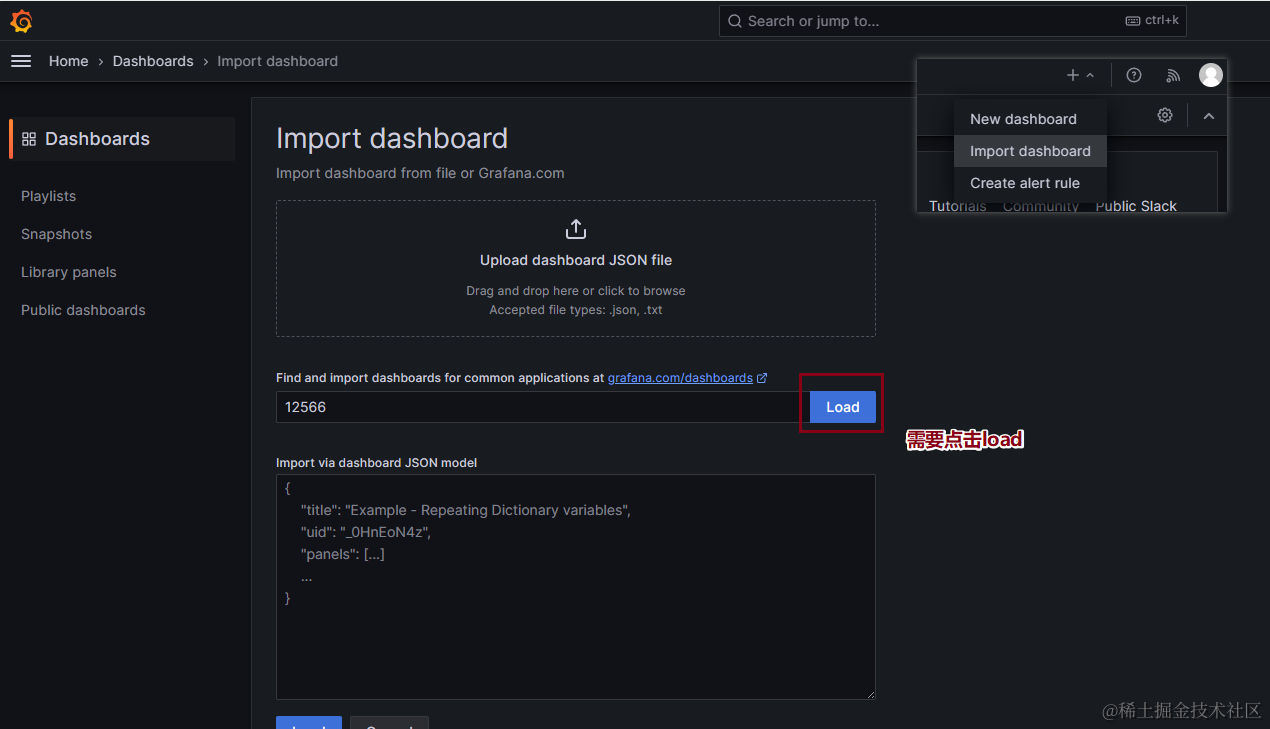 Search or jump to...
ctrl+k
Home › Dashboards › Import dashboard
New dashboard
Import dashboard
Create alert rule
Tutorials Community Public Slack
Dashboards
Playlists
Snapshots
Library panels
Public dashboards
Import dashboard
Import dashboard from file or Grafana.com
Upload dashboard JSON file
Drag and drop here or click to browse
Accepted file types: .json, .txt
Find and import dashboards for common applications at grafana.com/dashboards
12566
Load
需要点击load
Import via dashboard JSON model
{
"title": "Example - Repeating Dictionary variables",
"uid": "_0HnEoN4z",
"panels": [...]
...
}
@稀土掘金技术社区